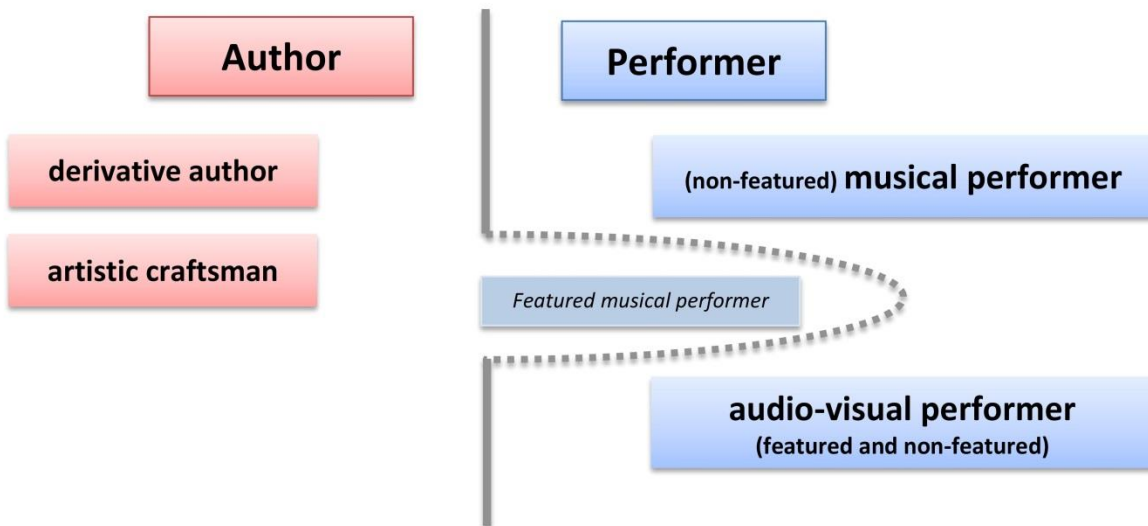 Author
Performer
derivative author
(non-featured) musical performer
artistic craftsman
Featured musical performer
audio-visual performer
(featured and non-featured)